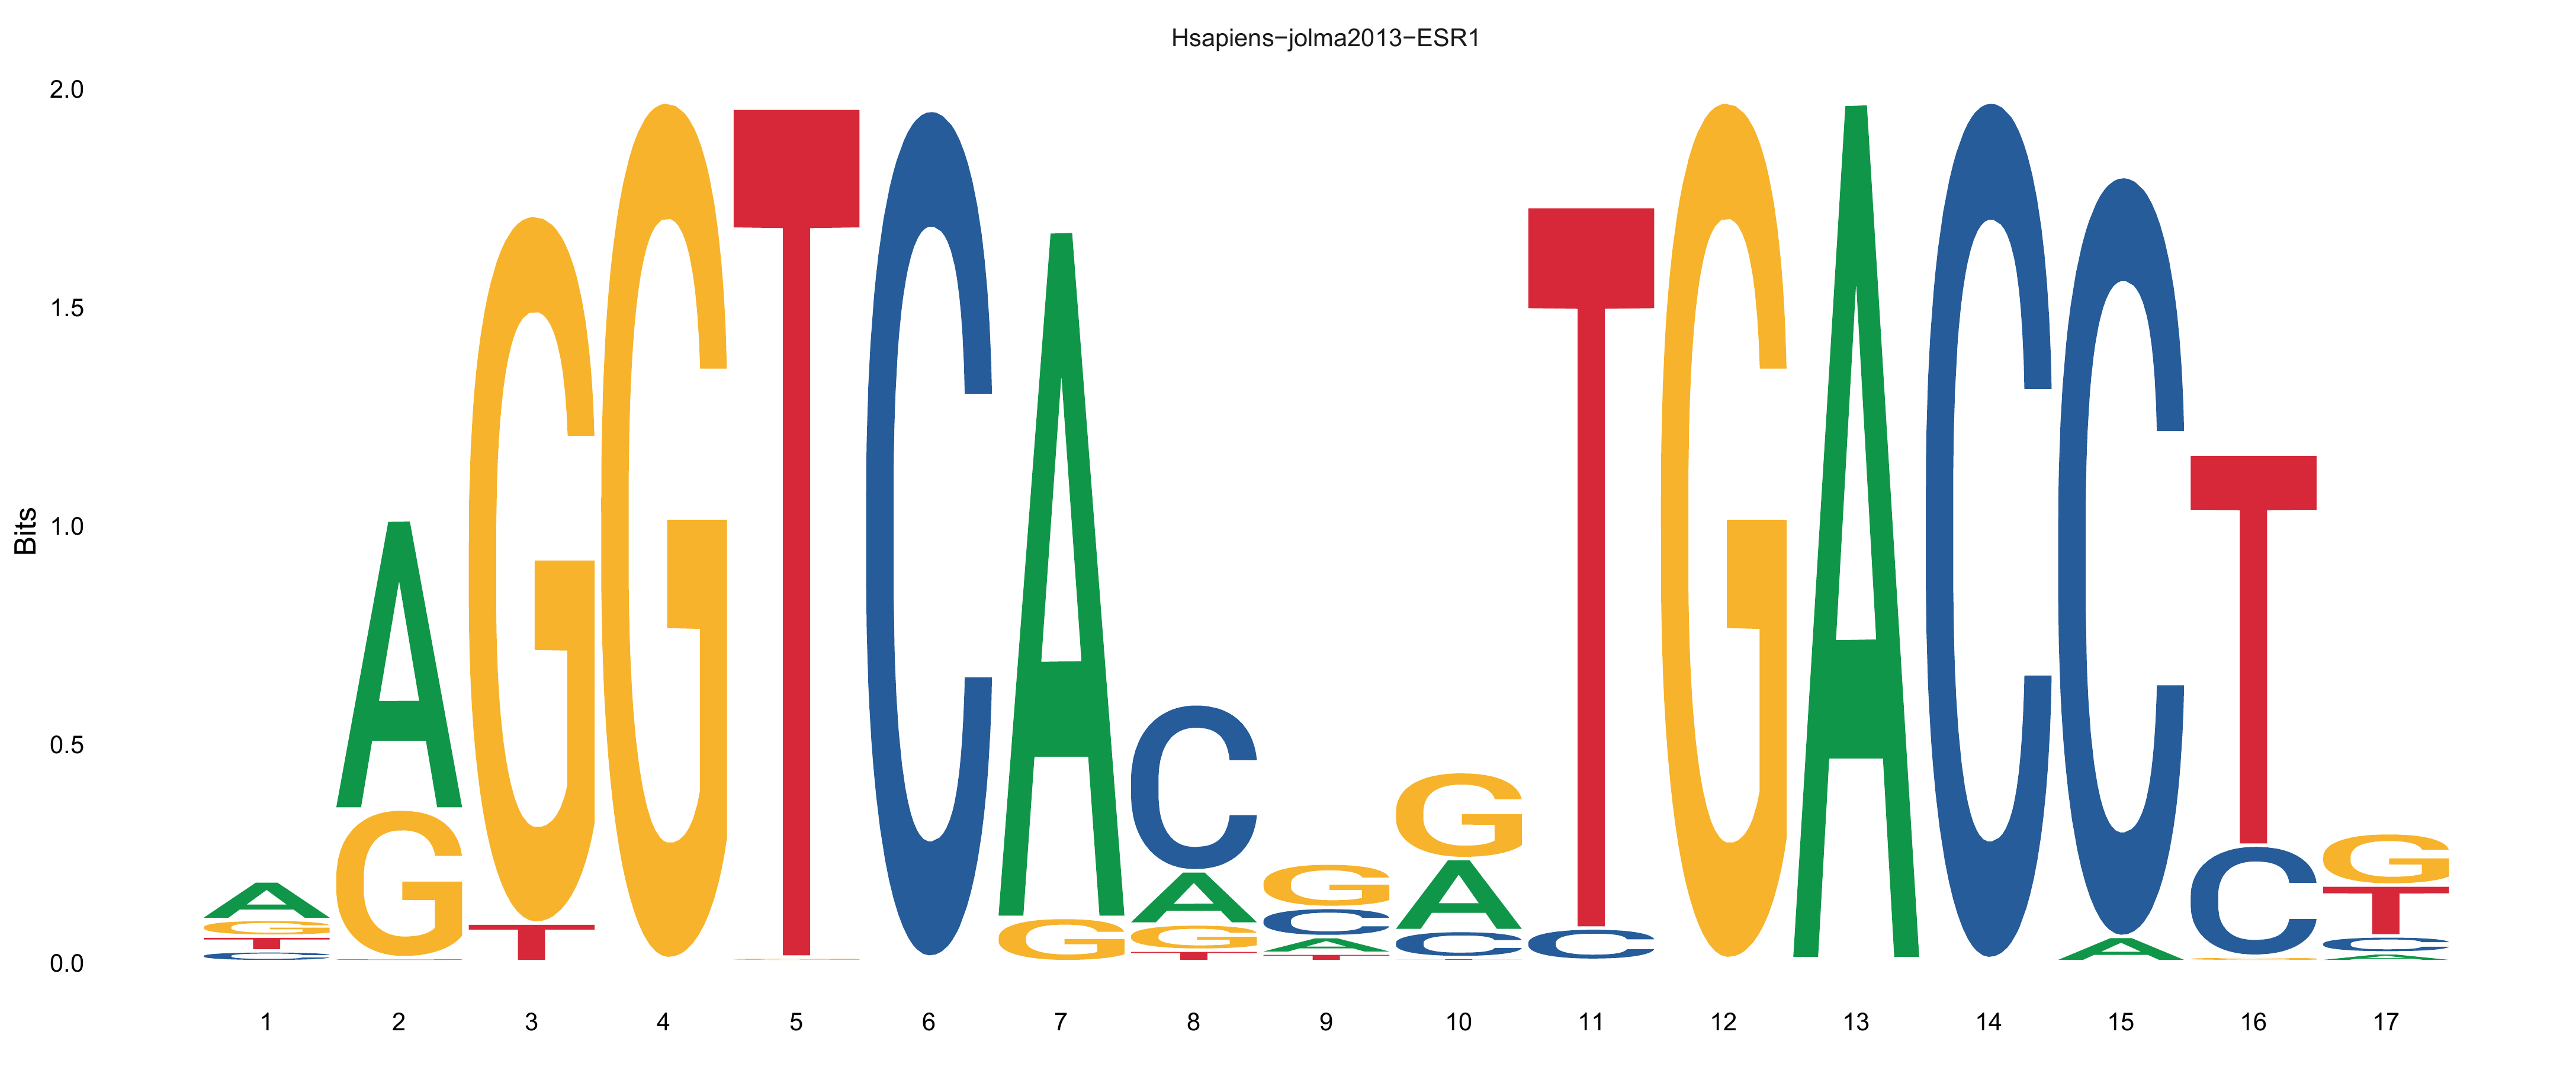 Hsapiens−jolma2013−ESR1
2.0
1.5
1.0
0.5
0.0
Bits
A G T C
A G
G T
G
T
C
A G
C A G T
G C A T
G A C
T C
G
A
C
C A
T C
G T C A
1 2 3 4 5 6 7 8 9 10 11 12 13 14 15 16 17